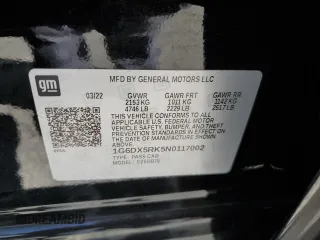 gm
MFD BY GENERAL MOTORS LLC
03/22 GVWR GAWR FRT GAWR RR
2153 KG 1011 KG 1142 KG
4746 LB 2229 LB 2517 LB
THIS VEHICLE CONFORMS TO ALL APPLICABLE
U.S. FEDERAL MOTOR VEHICLE SAFETY, BUMPER, AND THEFT
PREVENTION STANDARDS IN EFFECT ON THE DATE
OF MANUFACTURE SHOWN ABOVE.
1G6DX5RK5N0117002
TYPE: PASS CAR
MODEL:
DREAMBID